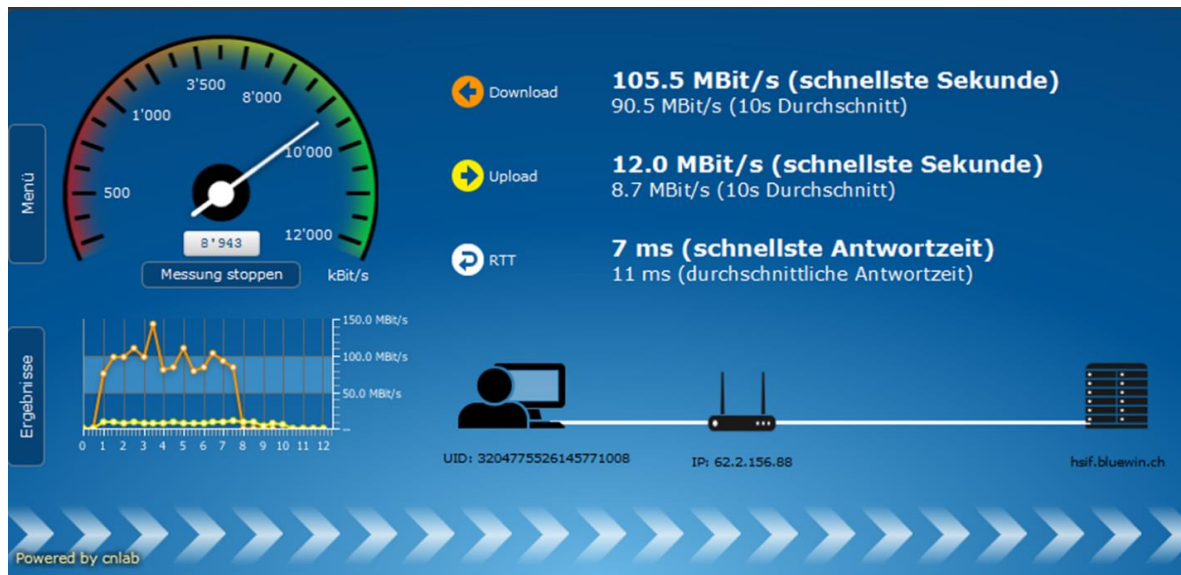 Menü
500
1'000
3'500
8'000
10'000
12'000
8'943
Messung stoppen
kBit/s
Download
105.5 MBit/s (schnellste Sekunde)
90.5 MBit/s (10s Durchschnitt)
Upload
12.0 MBit/s (schnellste Sekunde)
8.7 MBit/s (10s Durchschnitt)
RTT
7 ms (schnellste Antwortzeit)
11 ms (durchschnittliche Antwortzeit)
Ergebnisse
150.0 MBit/s
100.0 MBit/s
50.0 MBit/s
0 1 2 3 4 5 6 7 8 9 10 11 12
UID: 3204775526145771008
IP: 62.2.156.88
hsif.bluewin.ch
Powered by cnlab